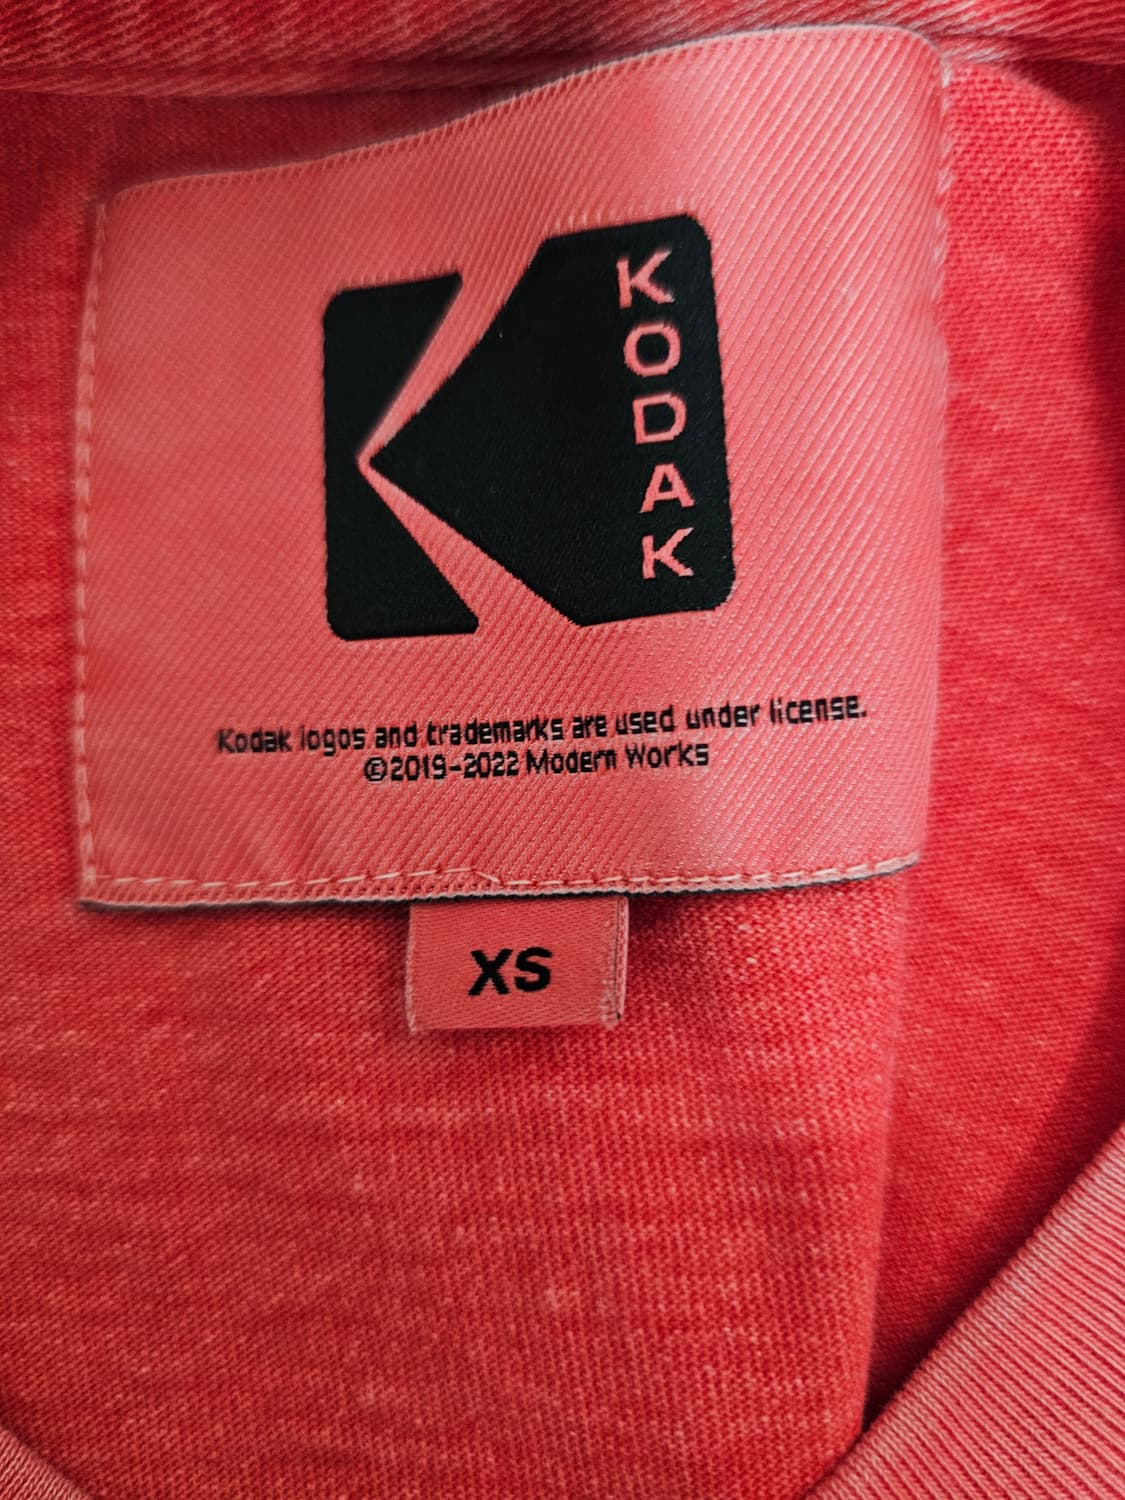 KODAK
Kodak logos and trademarks are used under license.
©2019-2022 Modern Works
XS